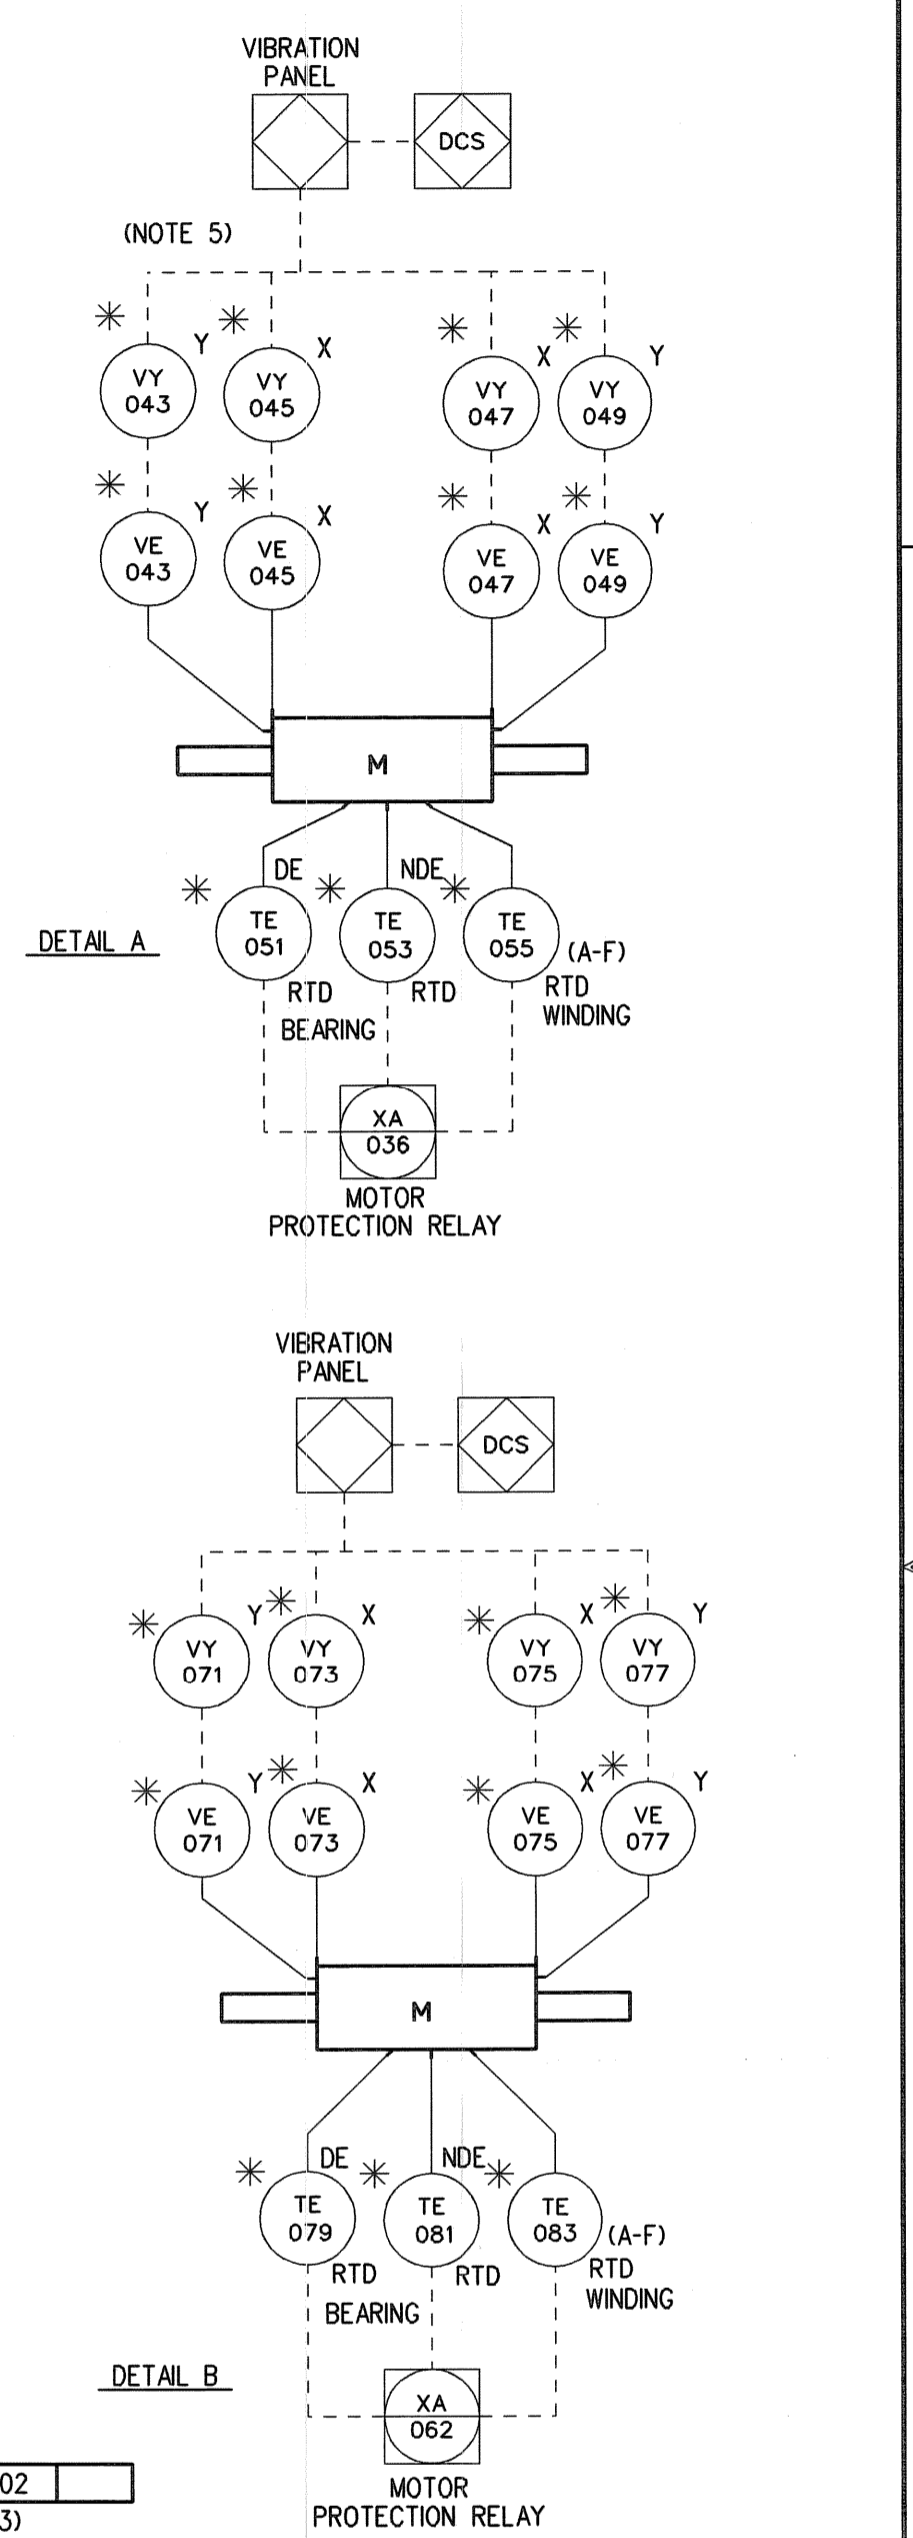 VIBRATION
PANEL
DCS
(NOTE 5)
Y
X
X
Y
VY
043
VY
045
VY
047
VY
049
Y
X
X
Y
VE
043
VE
045
VE
047
VE
049
M
DE
NDE
TE
051
TE
053
TE
055
(A-F)
DETAIL A
RTD
RTD
RTD
BEARING
WINDING
XA
036
MOTOR
PROTECTION RELAY
VIBRATION
PANEL
DCS
Y
X
X
Y
VY
071
VY
073
VY
075
VY
077
Y
X
X
Y
VE
071
VE
073
VE
075
VE
077
M
DE
NDE
TE
079
TE
081
TE
083
(A-F)
RTD
RTD
RTD
BEARING
WINDING
DETAIL B
XA
062
MOTOR
PROTECTION RELAY
02
3)